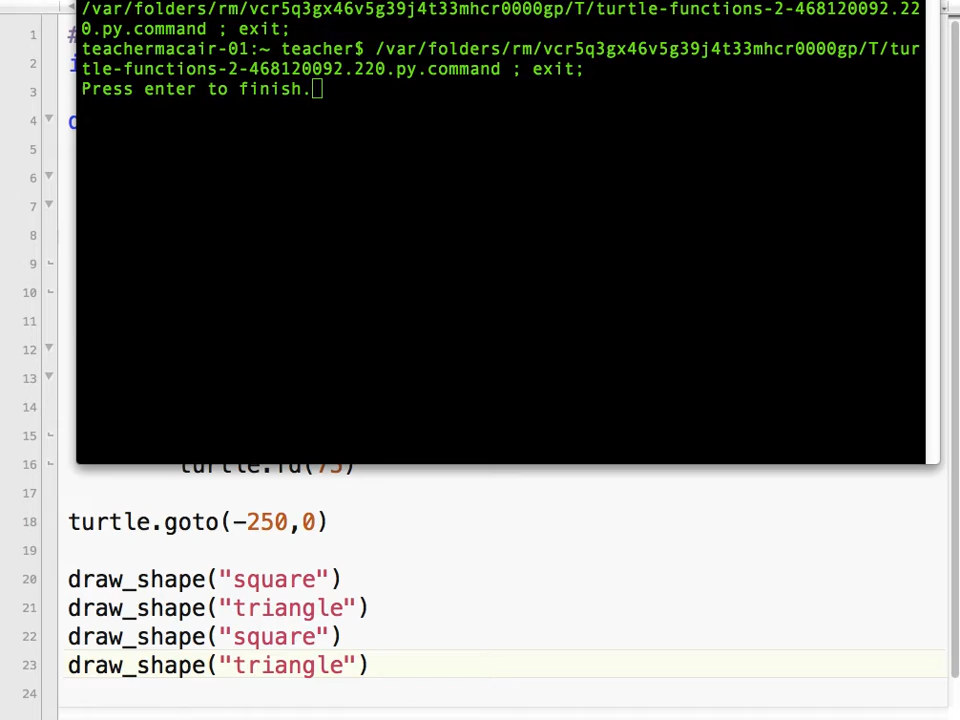 /var/folders/rm/vcr5q3gx46v5g39j4t33mhcr0000gp/T/turtle-functions-2-468120092.22
0.py.command ; exit;
teachermacair-01:~ teacher$ /var/folders/rm/vcr5q3gx46v5g39j4t33mhcr0000gp/T/tur
tle-functions-2-468120092.220.py.command ; exit;
Press enter to finish.
1 #
2 i
3
4 d
5
6
7
8
9
10
11
12
13
14
15
16 turtle.fd(75)
17
18 turtle.goto(-250,0)
19
20 draw_shape("square")
21 draw_shape("triangle")
22 draw_shape("square")
23 draw_shape("triangle")
24